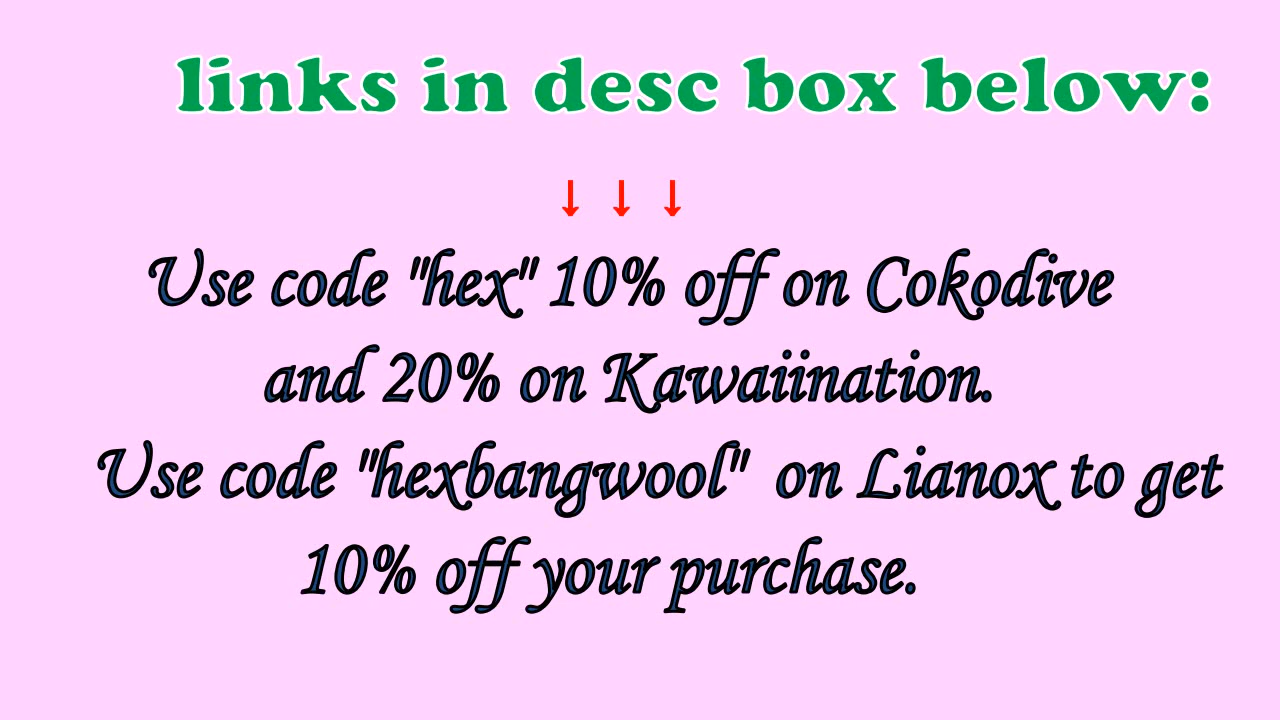 links in desc box below:
↓ ↓ ↓
Use code "hex" 10% off on Cokodive
and 20% on Kawaiination.
Use code "hexbangwool" on Lianox to get
10% off your purchase.